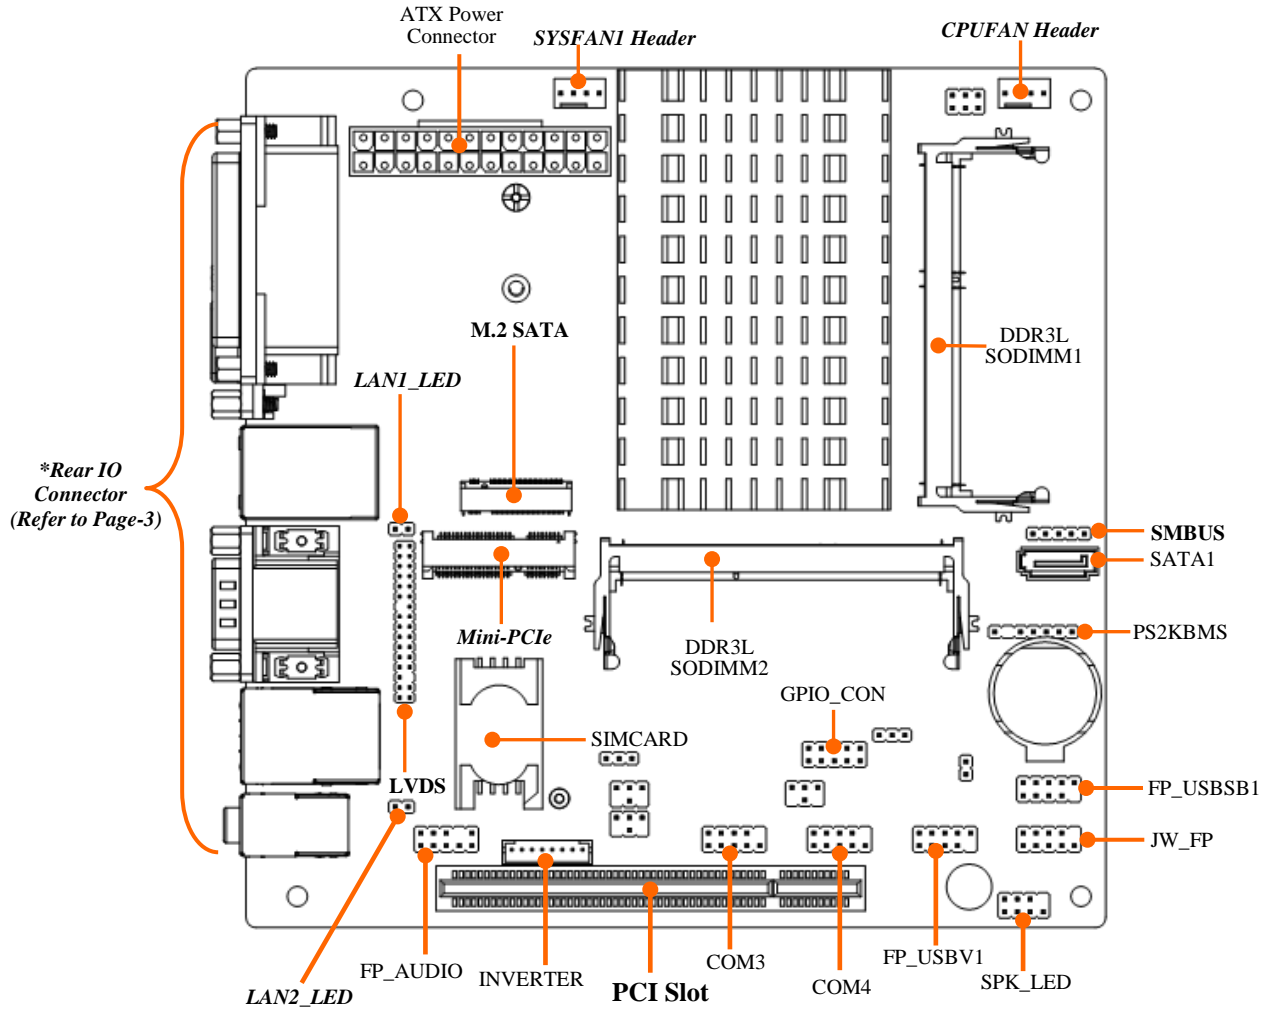 ATX Power
Connector
SYSFAN1 Header
CPUFAN Header
M.2 SATA
DDR3L
SODIMM1
LAN1_LED
*Rear IO
Connector
(Refer to Page-3)
SMBUS
SATA1
Mini-PCIe
DDR3L
SODIMM2
PS2KBMS
GPIO_CON
SIMCARD
LVDS
FP_USBSB1
JW_FP
FP_AUDIO
INVERTER
COM3
COM4
FP_USBV1
SPK_LED
LAN2_LED
PCI Slot